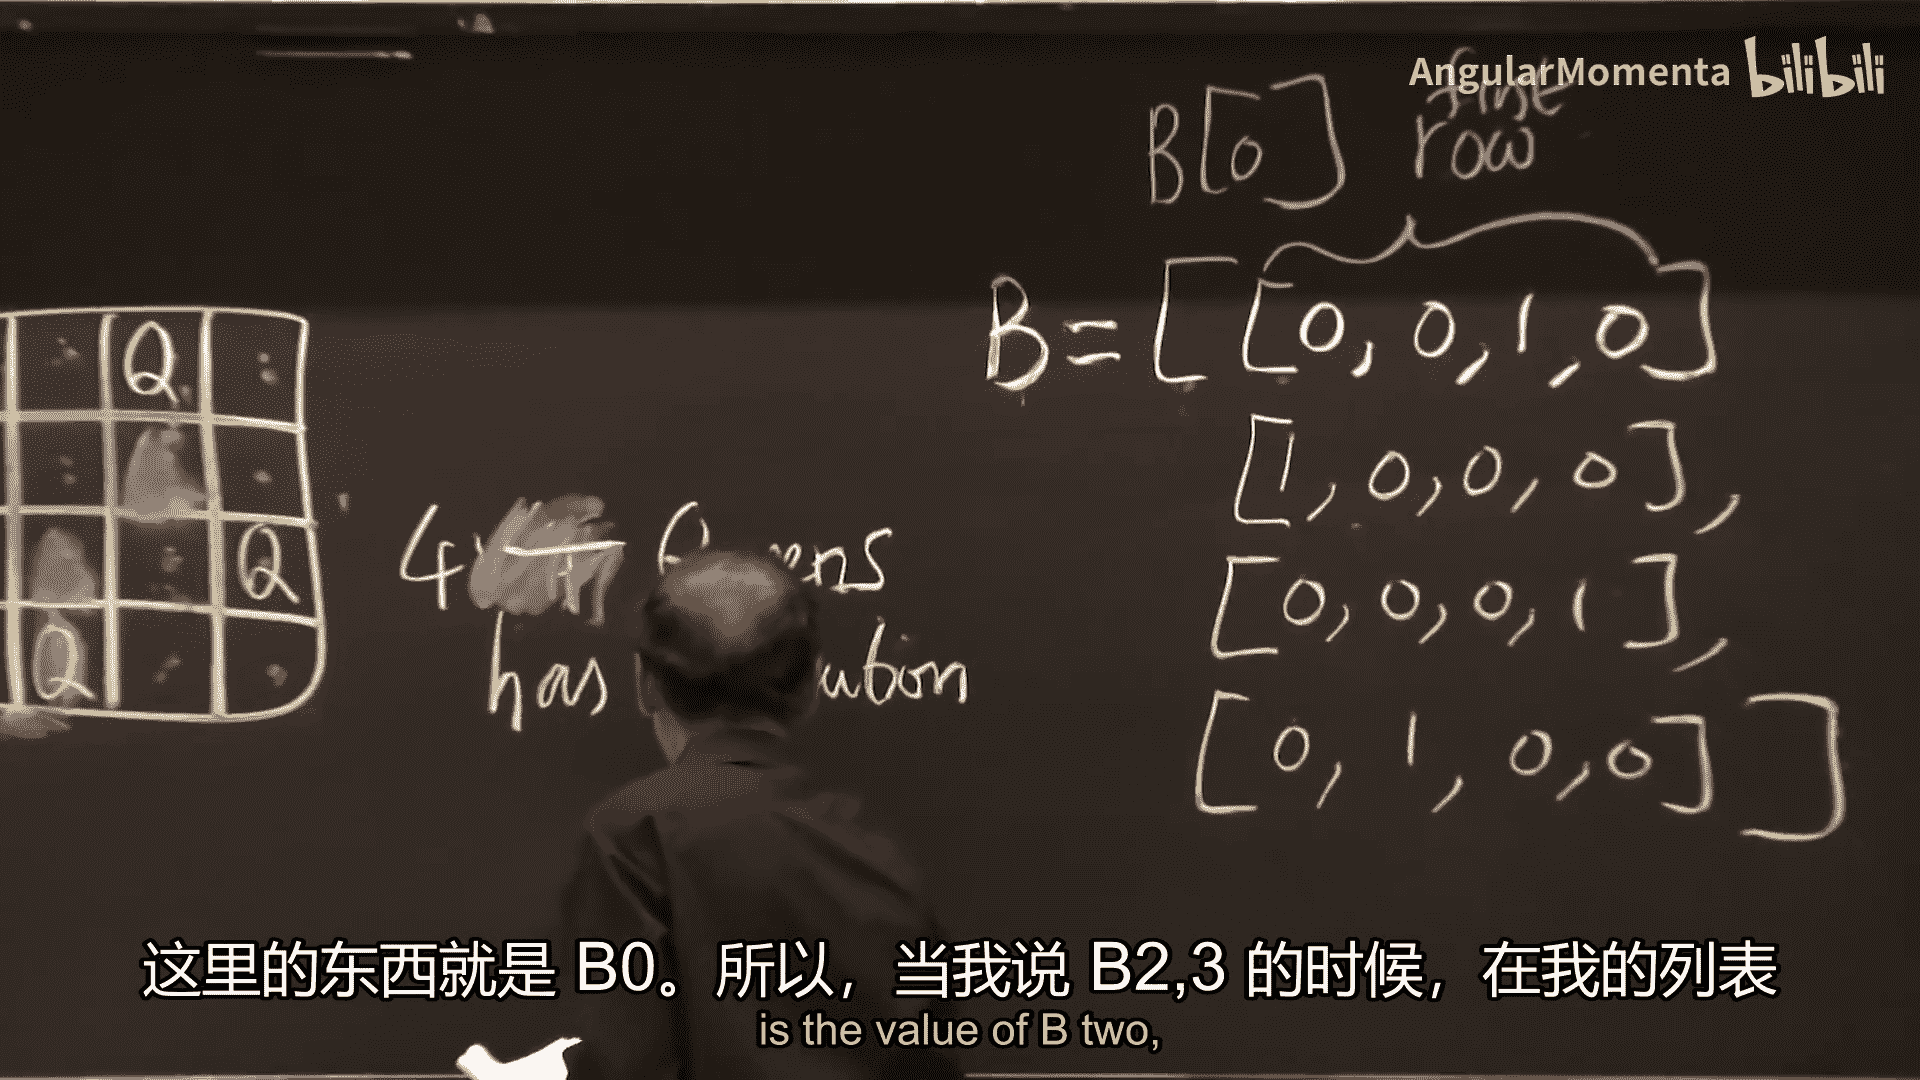 AngularMomenta bilibili
B[0] first
row
B = [ [0, 0, 1, 0]
[1, 0, 0, 0],
[0, 0, 0, 1],
[0, 1, 0, 0] ]
Q
Q
Q
4
has
这里的东西就是 B0。所以，当我说 B2,3 的时候，在我的列表
is the value of B two,